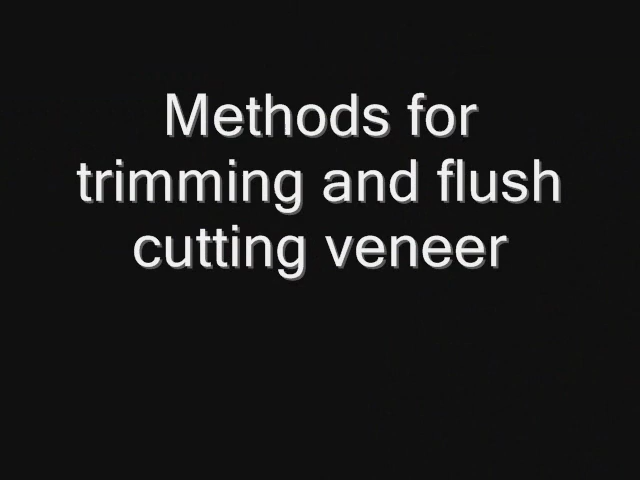 Methods for
trimming and flush
cutting veneer